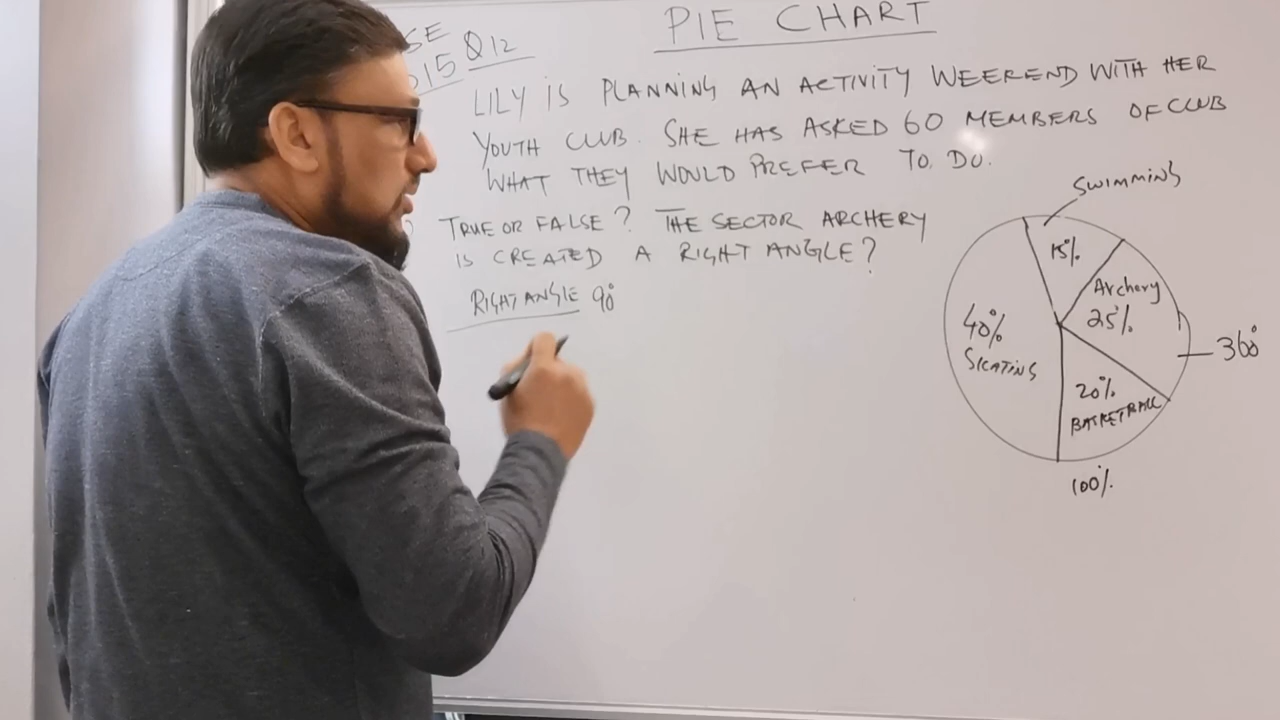 PIE CHART
SE
S15 Q12
LILY IS PLANNING AN ACTIVITY WEEKEND WITH HER
YOUTH CLUB. SHE HAS ASKED 60 MEMBERS OF CLUB
WHAT THEY WOULD PREFER TO DO.
TRUE OR FALSE? THE SECTOR ARCHERY
IS CREATED A RIGHT ANGLE?
RIGHT ANGLE 90°
SWIMMING
15%
Archery
25%
40%
SKATING
360°
20%
BASKETBALL
100%